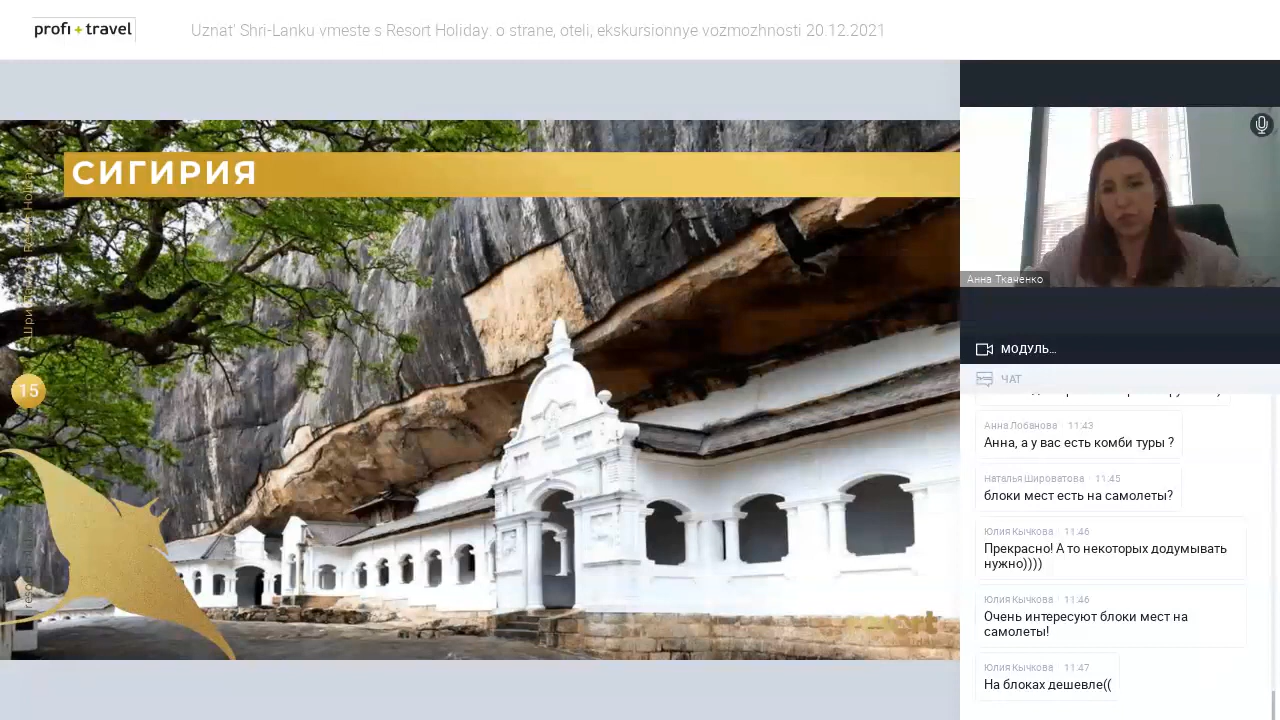 profi+travel
Uznat' Shri-Lanku vmeste s Resort Holiday. o strane, oteli, ekskursionnye vozmozhnosti 20.12.2021
СИГИРИЯ
15
Анна Ткаченко
МОДУЛЬ...
ЧАТ
Анна Лобанова 11:43
Анна, а у вас есть комби туры ?
Наталья Широватова 11:45
блоки мест есть на самолеты?
Юлия Кычкова 11:46
Прекрасно! А то некоторых додумывать
нужно))))
Юлия Кычкова 11:46
Очень интересуют блоки мест на
самолеты!
Юлия Кычкова 11:47
На блоках дешевле((